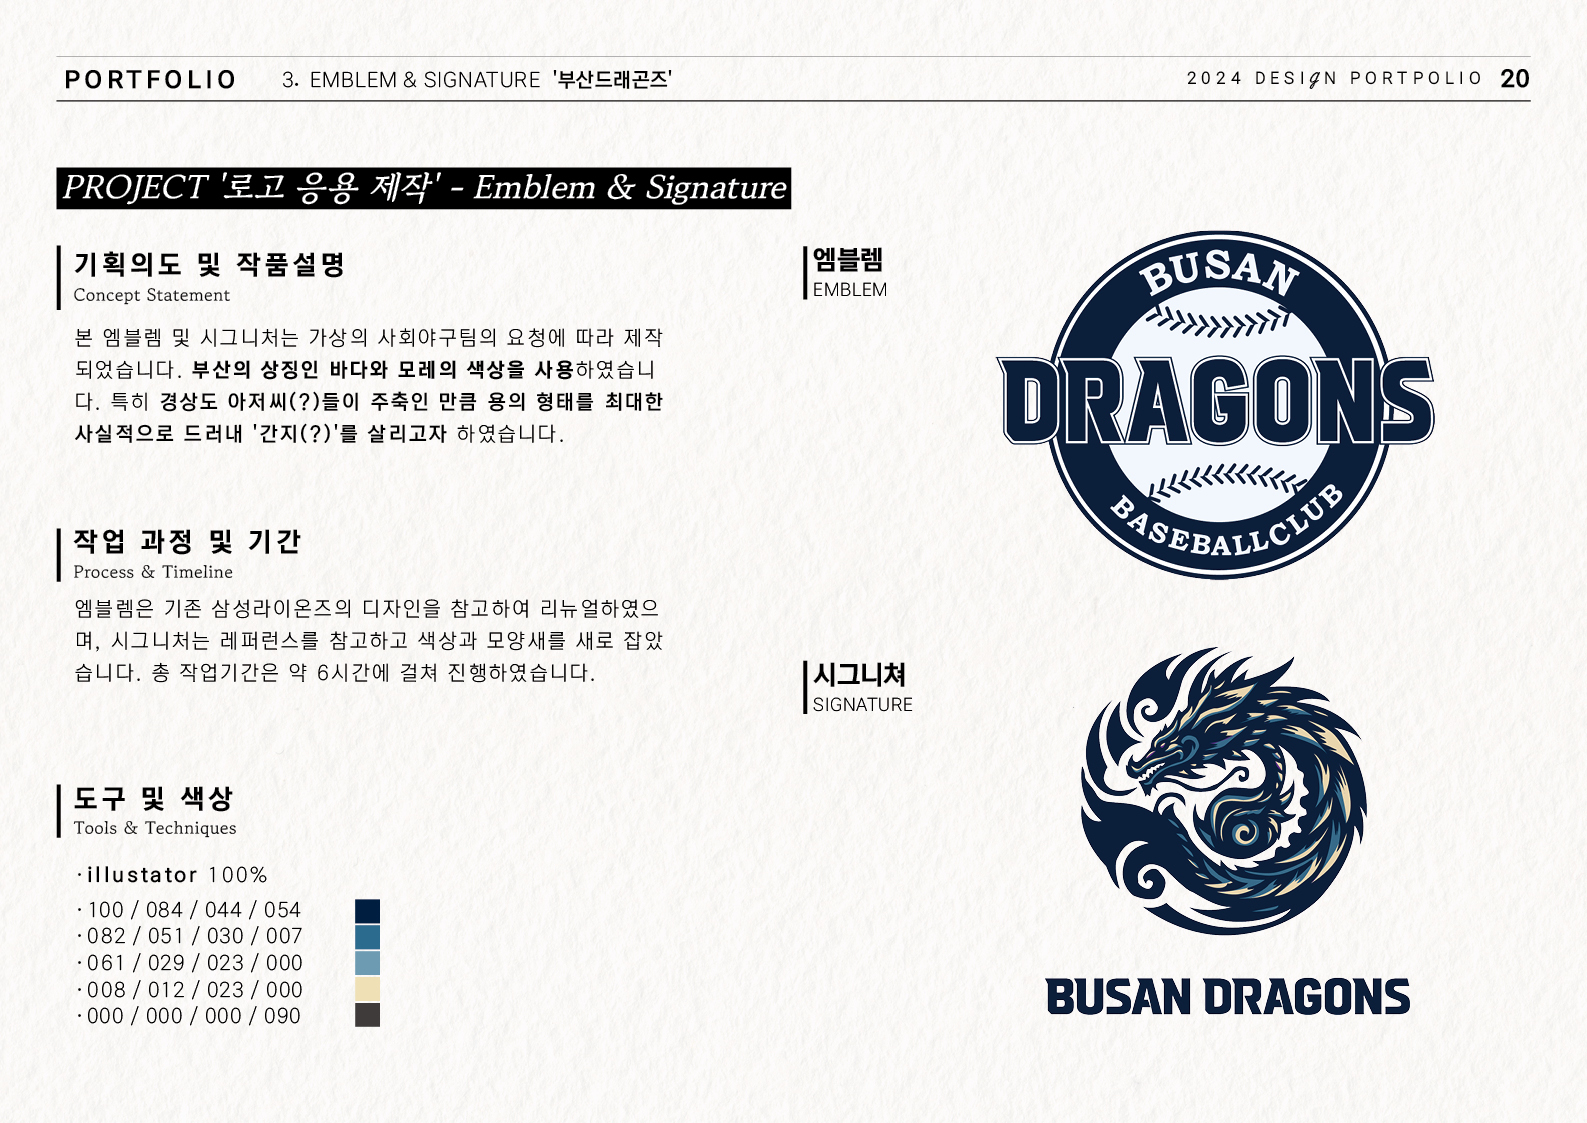 PORTFOLIO
3. EMBLEM & SIGNATURE '부산드래곤즈'
2024 DESIGN PORTPOLIO 20
PROJECT '로고 응용 제작' - Emblem & Signature
기획의도 및 작품설명
Concept Statement
본 엠블렘 및 시그니처는 가상의 사회야구팀의 요청에 따라 제작
되었습니다. 부산의 상징인 바다와 모레의 색상을 사용하였습니
다. 특히 경상도 아저씨(?)들이 주축인 만큼 용의 형태를 최대한
사실적으로 드러내 '간지(?)'를 살리고자 하였습니다.
작업 과정 및 기간
Process & Timeline
엠블렘은 기존 삼성라이온즈의 디자인을 참고하여 리뉴얼하였으
며, 시그니처는 레퍼런스를 참고하고 색상과 모양새를 새로 잡았
습니다. 총 작업기간은 약 6시간에 걸쳐 진행하였습니다.
도구 및 색상
Tools & Techniques
·illustator 100%
·100 / 084 / 044 / 054
·082 / 051 / 030 / 007
·061 / 029 / 023 / 000
·008 / 012 / 023 / 000
·000 / 000 / 000 / 090
엠블렘
EMBLEM
BUSAN
DRAGONS
BASEBALLCLUB
시그니쳐
SIGNATURE
BUSAN DRAGONS